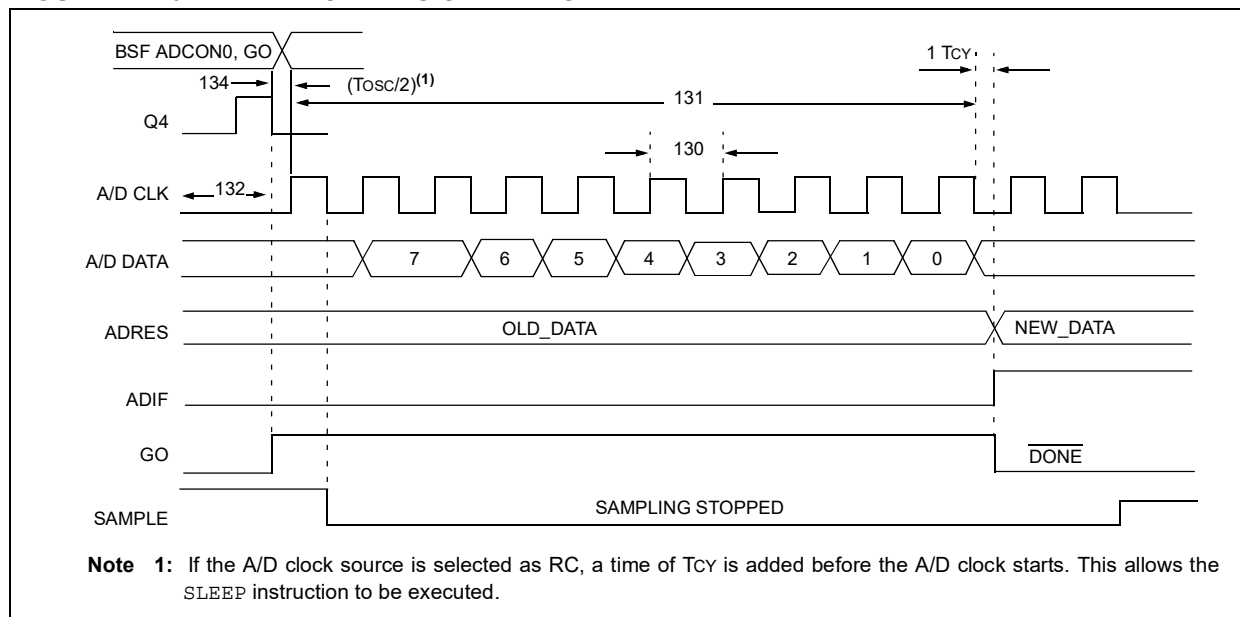 BSF ADCON0, GO
1 TCY
134
(TOSC/2)(1)
131
Q4
130
A/D CLK
132
A/D DATA
7
6
5
4
3
2
1
0
ADRES
OLD_DATA
NEW_DATA
ADIF
GO
DONE
SAMPLE
SAMPLING STOPPED
Note 1: If the A/D clock source is selected as RC, a time of TCY is added before the A/D clock starts. This allows the
SLEEP instruction to be executed.